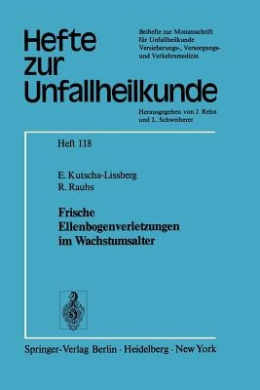 Hefte
zur
Unfallheilkunde
Beihefte zur Monatsschrift
für Unfallheilkunde
Versicherungs-, Versorgungs-
und Verkehrsmedizin
Herausgegeben von J. Rehn
und L. Schweiberer
Heft 118
E. Kutscha-Lissberg
R. Rauhs
Frische
Ellenbogenverletzungen
im Wachstumsalter
Springer-Verlag Berlin · Heidelberg · New York